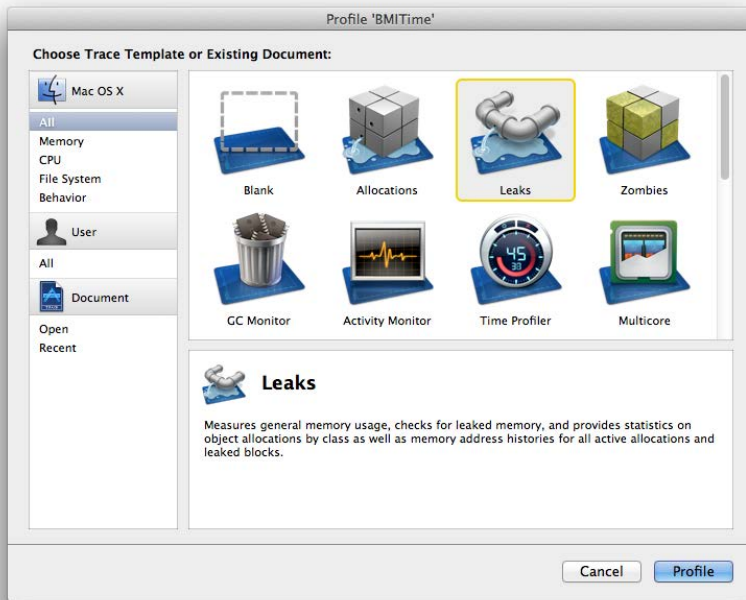 Profile 'BMITime'
Choose Trace Template or Existing Document:
Mac OS X
All
Memory
CPU
File System
Behavior
User
All
Document
Open
Recent
Blank
Allocations
Leaks
Zombies
GC Monitor
Activity Monitor
45
30
Time Profiler
Multicore
Leaks
Measures general memory usage, checks for leaked memory, and provides statistics on
object allocations by class as well as memory address histories for all active allocations and
leaked blocks.
Cancel
Profile